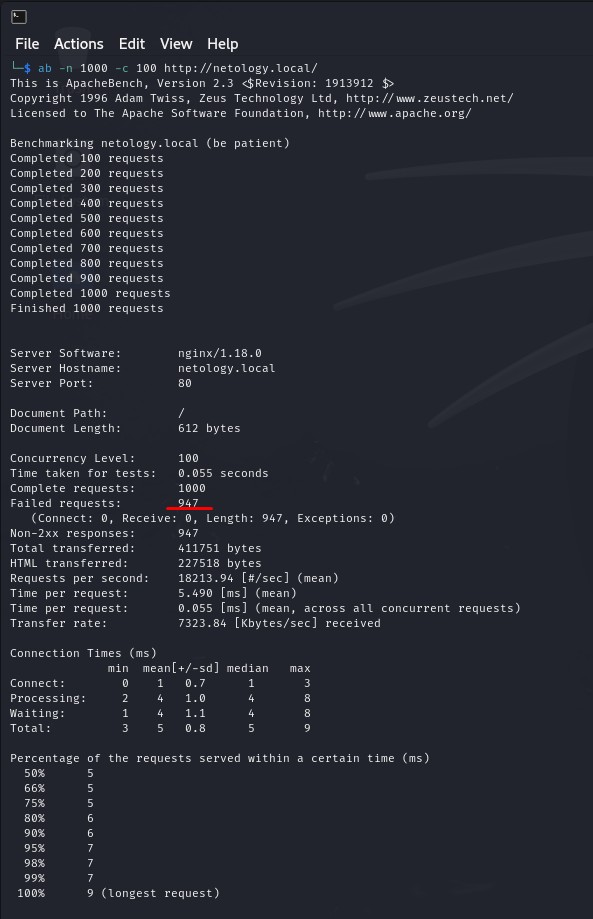 File Actions Edit View Help
└─$ ab -n 1000 -c 100 http://netology.local/
This is ApacheBench, Version 2.3 <$Revision: 1913912 $>
Copyright 1996 Adam Twiss, Zeus Technology Ltd, http://www.zeustech.net/
Licensed to The Apache Software Foundation, http://www.apache.org/

Benchmarking netology.local (be patient)
Completed 100 requests
Completed 200 requests
Completed 300 requests
Completed 400 requests
Completed 500 requests
Completed 600 requests
Completed 700 requests
Completed 800 requests
Completed 900 requests
Completed 1000 requests
Finished 1000 requests

Server Software: nginx/1.18.0
Server Hostname: netology.local
Server Port: 80

Document Path: /
Document Length: 612 bytes

Concurrency Level: 100
Time taken for tests: 0.055 seconds
Complete requests: 1000
Failed requests: 947
(Connect: 0, Receive: 0, Length: 947, Exceptions: 0)
Non-2xx responses: 947
Total transferred: 411751 bytes
HTML transferred: 227518 bytes
Requests per second: 18213.94 [#/sec] (mean)
Time per request: 5.490 [ms] (mean)
Time per request: 0.055 [ms] (mean, across all concurrent requests)
Transfer rate: 7323.84 [Kbytes/sec] received

Connection Times (ms)
min mean[+/-sd] median max
Connect: 0 1 0.7 1 3
Processing: 2 4 1.0 4 8
Waiting: 1 4 1.1 4 8
Total: 3 5 0.8 5 9

Percentage of the requests served within a certain time (ms)
50% 5
66% 5
75% 5
80% 6
90% 6
95% 7
98% 7
99% 7
100% 9 (longest request)